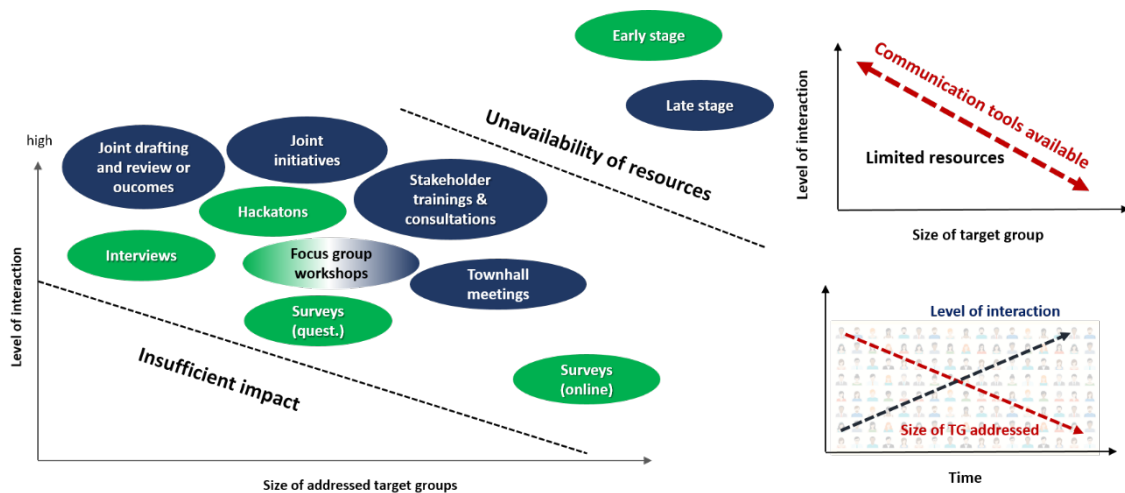 Early stage
Late stage
Unavailability of resources
high
Joint drafting
and review or
oucomes
Joint
initiatives
Stakeholder
trainings &
consultations
Hackatons
Interviews
Focus group
workshops
Townhall
meetings
Surveys
(quest.)
Surveys
(online)
Insufficient impact
Level of interaction
Size of addressed target groups
Level of interaction
Communication
tools available
Limited resources
Size of target group
Level of interaction
Size of TG addressed
Time